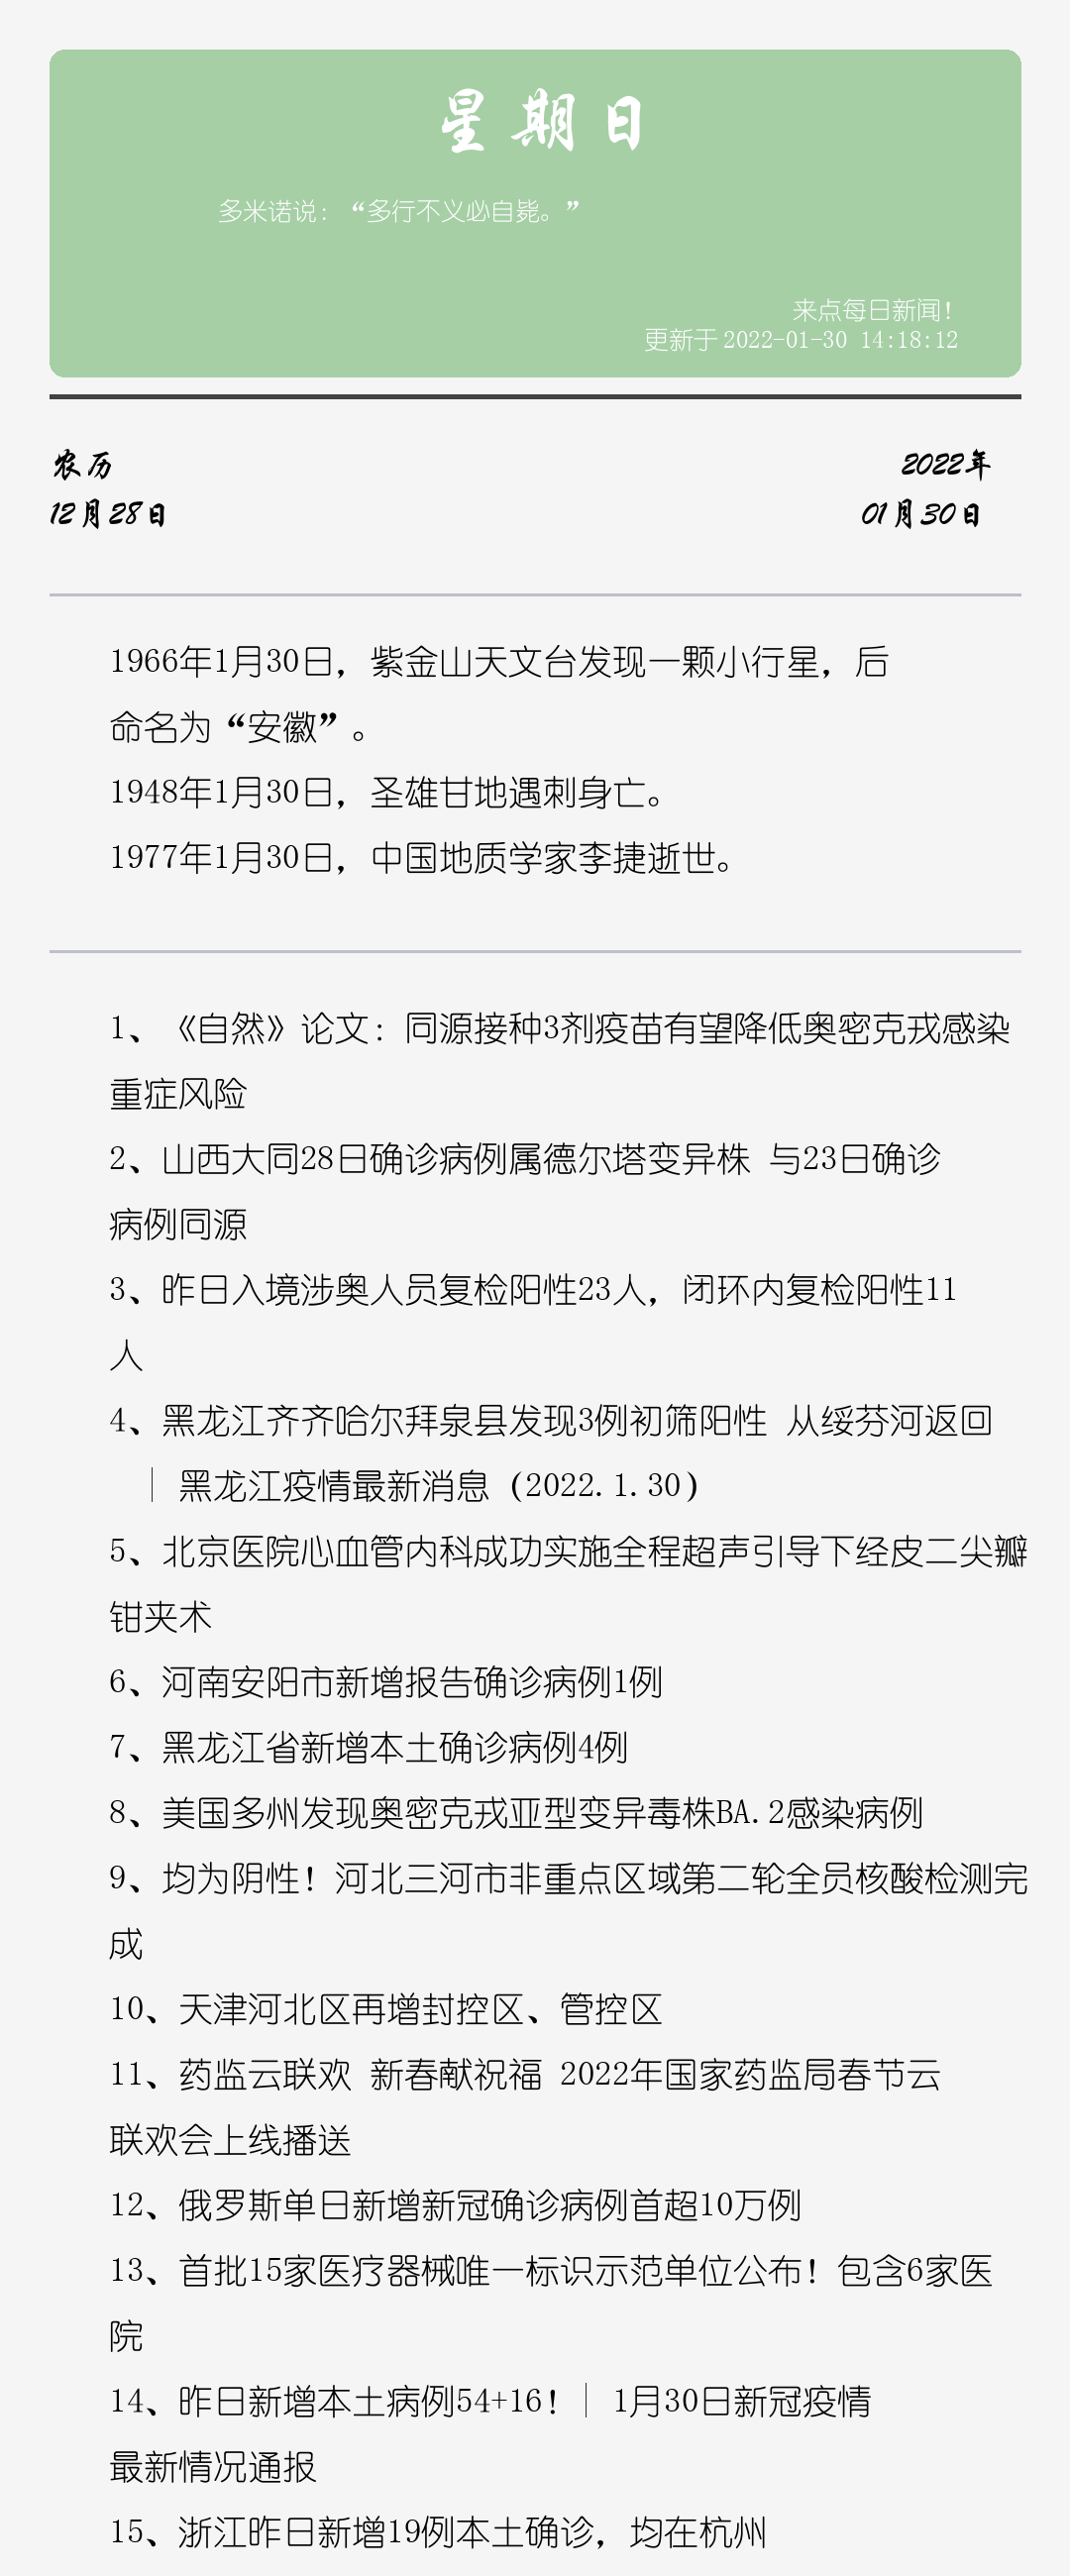 星期日
多米诺说：“多行不义必自毙。”
来点每日新闻！
更新于2022-01-30 14:18:12
农历
2022年
12月28日
01月30日
1966年1月30日，紫金山天文台发现一颗小行星，后
命名为“安徽”。
1948年1月30日，圣雄甘地遇刺身亡。
1977年1月30日，中国地质学家李捷逝世。
1、《自然》论文：同源接种3剂疫苗有望降低奥密克戎感染
重症风险
2、山西大同28日确诊病例属德尔塔变异株 与23日确诊
病例同源
3、昨日入境涉奥人员复检阳性23人，闭环内复检阳性11
人
4、黑龙江齐齐哈尔拜泉县发现3例初筛阳性 从绥芬河返回
｜黑龙江疫情最新消息（2022.1.30）
5、北京医院心血管内科成功实施全程超声引导下经皮二尖瓣
钳夹术
6、河南安阳市新增报告确诊病例1例
7、黑龙江省新增本土确诊病例4例
8、美国多州发现奥密克戎亚型变异毒株BA.2感染病例
9、均为阴性！河北三河市非重点区域第二轮全员核酸检测完
成
10、天津河北区再增封控区、管控区
11、药监云联欢 新春献祝福 2022年国家药监局春节云
联欢会上线播送
12、俄罗斯单日新增新冠确诊病例首超10万例
13、首批15家医疗器械唯一标识示范单位公布！包含6家医
院
14、昨日新增本土病例54+16！｜ 1月30日新冠疫情
最新情况通报
15、浙江昨日新增19例本土确诊，均在杭州